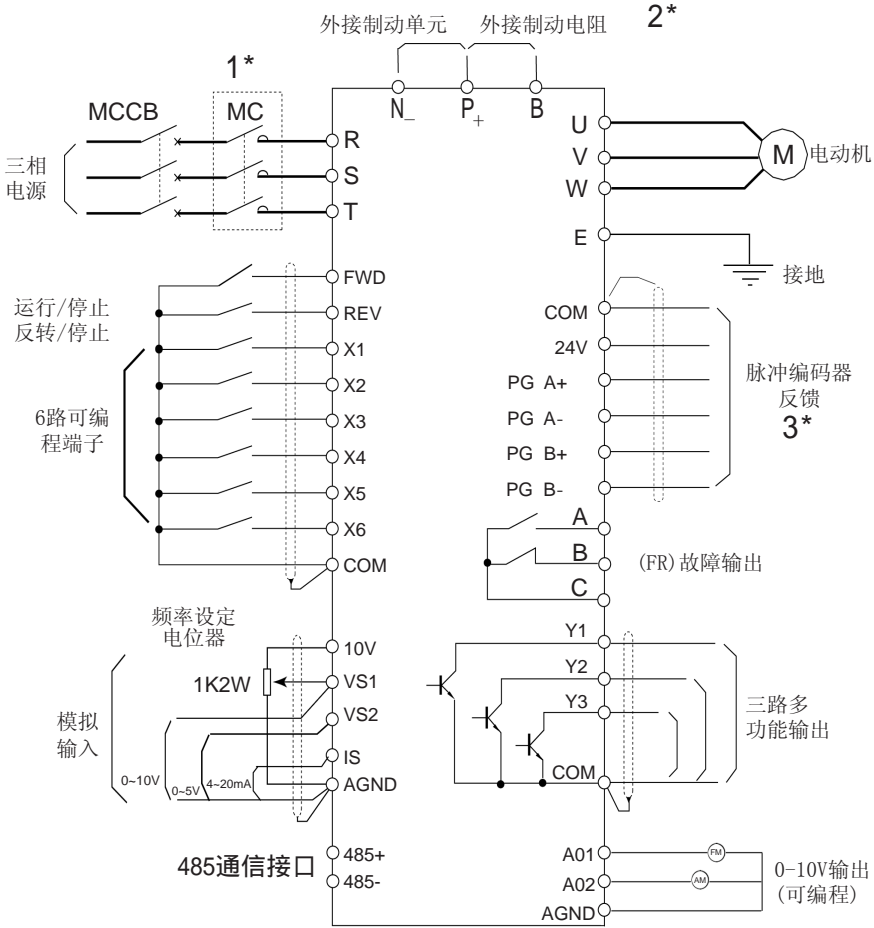 外接制动单元 外接制动电阻 2*
1*
N_ P+ B
MCCB MC
三相
电源
R
S
T
U
V
W
M 电动机
E
接地
运行/停止
反转/停止
6路可编
程端子
FWD
REV
X1
X2
X3
X4
X5
X6
COM
COM
24V
PG A+
PG A-
PG B+
PG B-
脉冲编码器
反馈
3*
A
B
C
(FR)故障输出
频率设定
电位器
1K2W
模拟
输入
0~10V
0~5V
4~20mA
10V
VS1
VS2
IS
AGND
Y1
Y2
Y3
COM
三路多
功能输出
485通信接口
485+
485-
A01
A02
AGND
FM
AM
0-10V输出
(可编程)